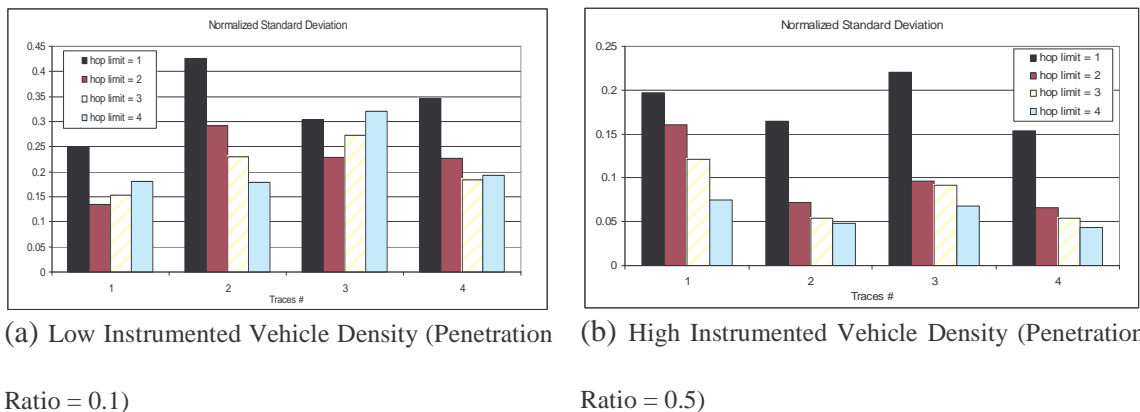 Normalized Standard Deviation
0.45
0.4
0.35
0.3
0.25
0.2
0.15
0.1
0.05
0
hop limit = 1
hop limit = 2
hop limit = 3
hop limit = 4
1
2
3
4
Traces #
(a) Low Instrumented Vehicle Density (Penetration
Ratio = 0.1)
Normalized Standard Deviation
0.25
0.2
0.15
0.1
0.05
0
hop limit = 1
hop limit = 2
hop limit = 3
hop limit = 4
1
2
3
4
Traces #
(b) High Instrumented Vehicle Density (Penetration
Ratio = 0.5)